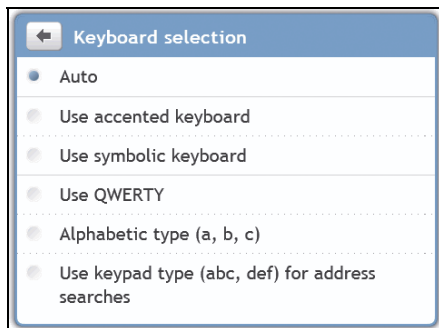 Keyboard selection
Auto
Use accented keyboard
Use symbolic keyboard
Use QWERTY
Alphabetic type (a, b, c)
Use keypad type (abc, def) for address
searches